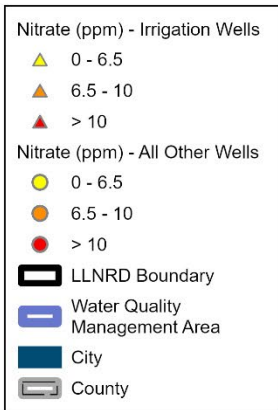 Nitrate (ppm) - Irrigation Wells
0 - 6.5
6.5 - 10
> 10
Nitrate (ppm) - All Other Wells
0 - 6.5
6.5 - 10
> 10
LLNRD Boundary
Water Quality
Management Area
City
County